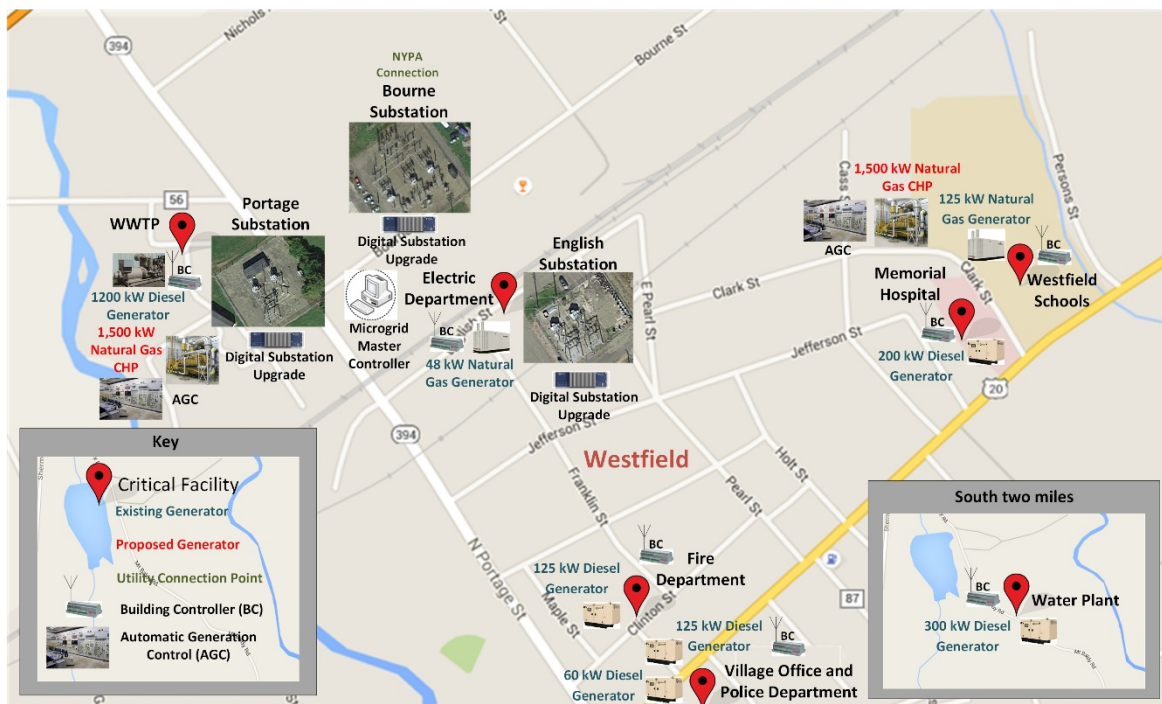 394
Nichols St
Bourne St
NYPA
Connection
Bourne
Substation
Digital Substation
Upgrade
56
WWTP
BC
1200 kW Diesel
Generator
1,500 kW
Natural Gas
CHP
AGC
Portage
Substation
Digital Substation
Upgrade
Microgrid
Master
Controller
Electric
Department
BC
48 kW Natural
Gas Generator
English
Substation
Digital Substation
Upgrade
E Pearl St
Clark St
Jefferson St
Cass
1,500 kW Natural
Gas CHP
AGC
125 kW Natural
Gas Generator
BC
Westfield
Schools
Persons St
Clark St
Memorial
Hospital
BC
200 kW Diesel
Generator
20
394
Jefferson St
Westfield
Franklin St
Pearl St
Holt St
N Portage St
Maple St
Clinton St
87
BC
Fire
Department
125 kW Diesel
Generator
125 kW Diesel
Generator
BC
60 kW Diesel
Generator
Village Office and
Police Department
Key
Critical Facility
Existing Generator
Proposed Generator
Utility Connection Point
Building Controller (BC)
Automatic Generation
Control (AGC)
South two miles
BC
Water Plant
300 kW Diesel
Generator
Mt Baldy Rd